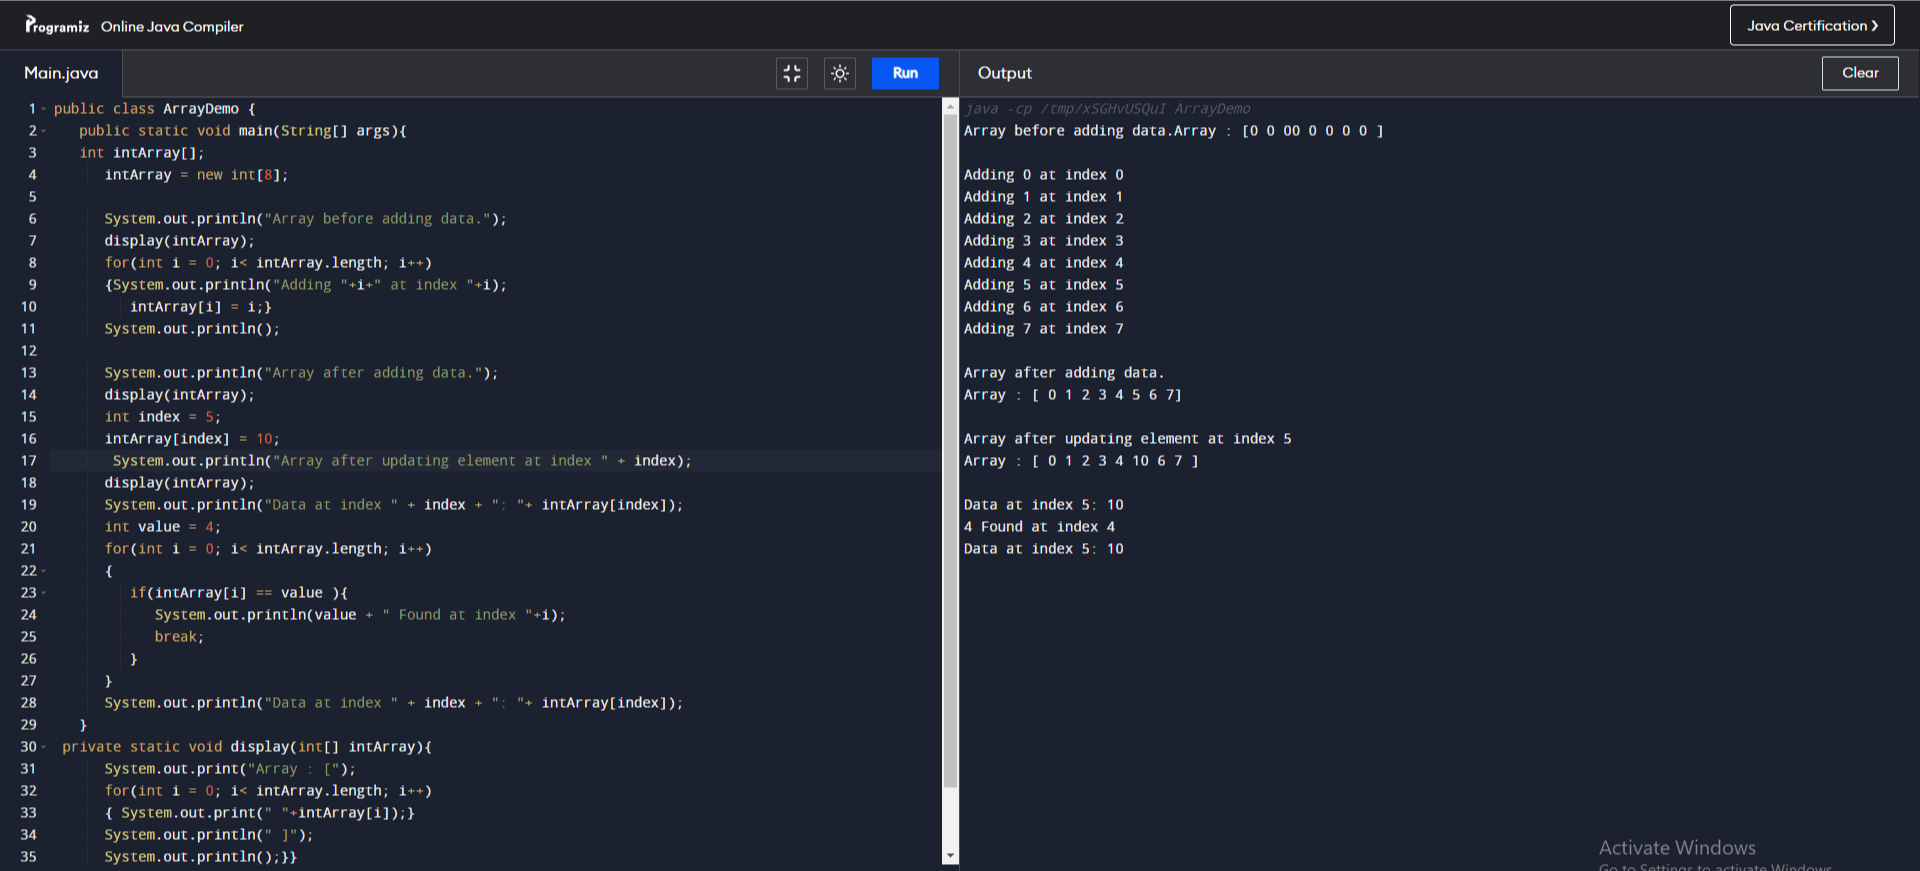 Programiz Online Java Compiler
Java Certification ❯
Main.java
Run
Output
Clear
1 public class ArrayDemo {
2 public static void main(String[] args){
3 int intArray[];
4 intArray = new int[8];
5
6 System.out.println("Array before adding data.");
7 display(intArray);
8 for(int i = 0; i< intArray.length; i++)
9 {System.out.println("Adding "+i+" at index "+i);
10 intArray[i] = i;}
11 System.out.println();
12
13 System.out.println("Array after adding data.");
14 display(intArray);
15 int index = 5;
16 intArray[index] = 10;
17 System.out.println("Array after updating element at index " + index);
18 display(intArray);
19 System.out.println("Data at index " + index + ": "+ intArray[index]);
20 int value = 4;
21 for(int i = 0; i< intArray.length; i++)
22 {
23 if(intArray[i] == value ){
24 System.out.println(value + " Found at index "+i);
25 break;
26 }
27 }
28 System.out.println("Data at index " + index + ": "+ intArray[index]);
29 }
30 private static void display(int[] intArray){
31 System.out.print("Array : [");
32 for(int i = 0; i< intArray.length; i++)
33 { System.out.print(" "+intArray[i]);}
34 System.out.println(" ]");
35 System.out.println();}}
java -cp /tmp/xSGHvUSQuI ArrayDemo
Array before adding data.Array : [0 0 00 0 0 0 0 ]
Adding 0 at index 0
Adding 1 at index 1
Adding 2 at index 2
Adding 3 at index 3
Adding 4 at index 4
Adding 5 at index 5
Adding 6 at index 6
Adding 7 at index 7
Array after adding data.
Array : [ 0 1 2 3 4 5 6 7]
Array after updating element at index 5
Array : [ 0 1 2 3 4 10 6 7 ]
Data at index 5: 10
4 Found at index 4
Data at index 5: 10
Activate Windows
Go to Settings to activate Windows.